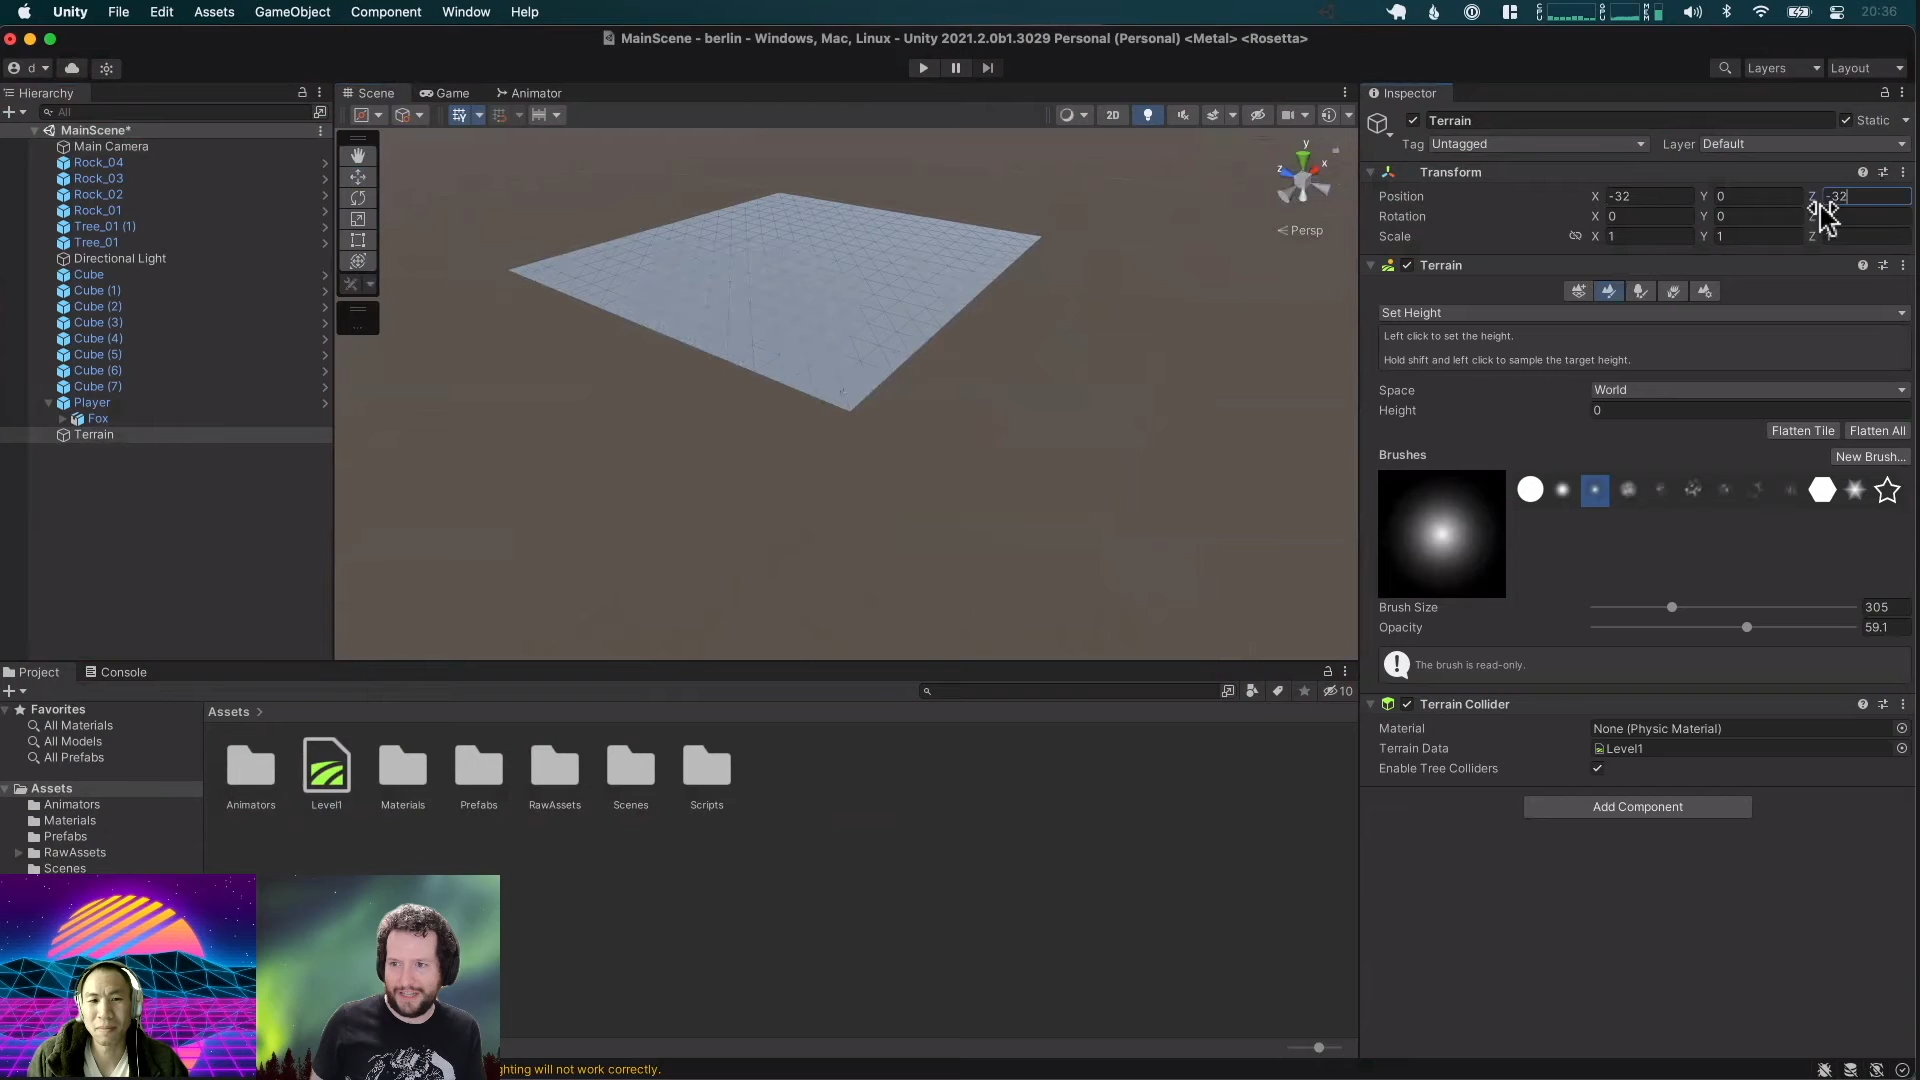 Unity File Edit Assets GameObject Component Window Help 20:36
MainScene - berlin - Windows, Mac, Linux - Unity 2021.2.0b1.3029 Personal (Personal) <Metal> <Rosetta>
d Layers Layout
Hierarchy
All
MainScene*
Main Camera
Rock_04
Rock_03
Rock_02
Rock_01
Tree_01 (1)
Tree_01
Directional Light
Cube
Cube (1)
Cube (2)
Cube (3)
Cube (4)
Cube (5)
Cube (6)
Cube (7)
Player
Fox
Terrain
Scene Game Animator
2D
y
x
z
Persp
Inspector
Terrain Static
Tag Untagged Layer Default
Transform
Position X -32 Y 0 Z -32
Rotation X 0 Y 0 Z
Scale X 1 Y 1 Z 1
Terrain
Set Height
Left click to set the height.
Hold shift and left click to sample the target height.
Space World
Height 0
Flatten Tile Flatten All
Brushes
New Brush...
Brush Size 305
Opacity 59.1
The brush is read-only.
Terrain Collider
Material None (Physic Material)
Terrain Data Level1
Enable Tree Colliders
Add Component
Project Console
10
Favorites
All Materials
All Models
All Prefabs
Assets
Animators
Materials
Prefabs
RawAssets
Scenes
Assets >
Animators Level1 Materials Prefabs RawAssets Scenes Scripts
ghting will not work correctly.